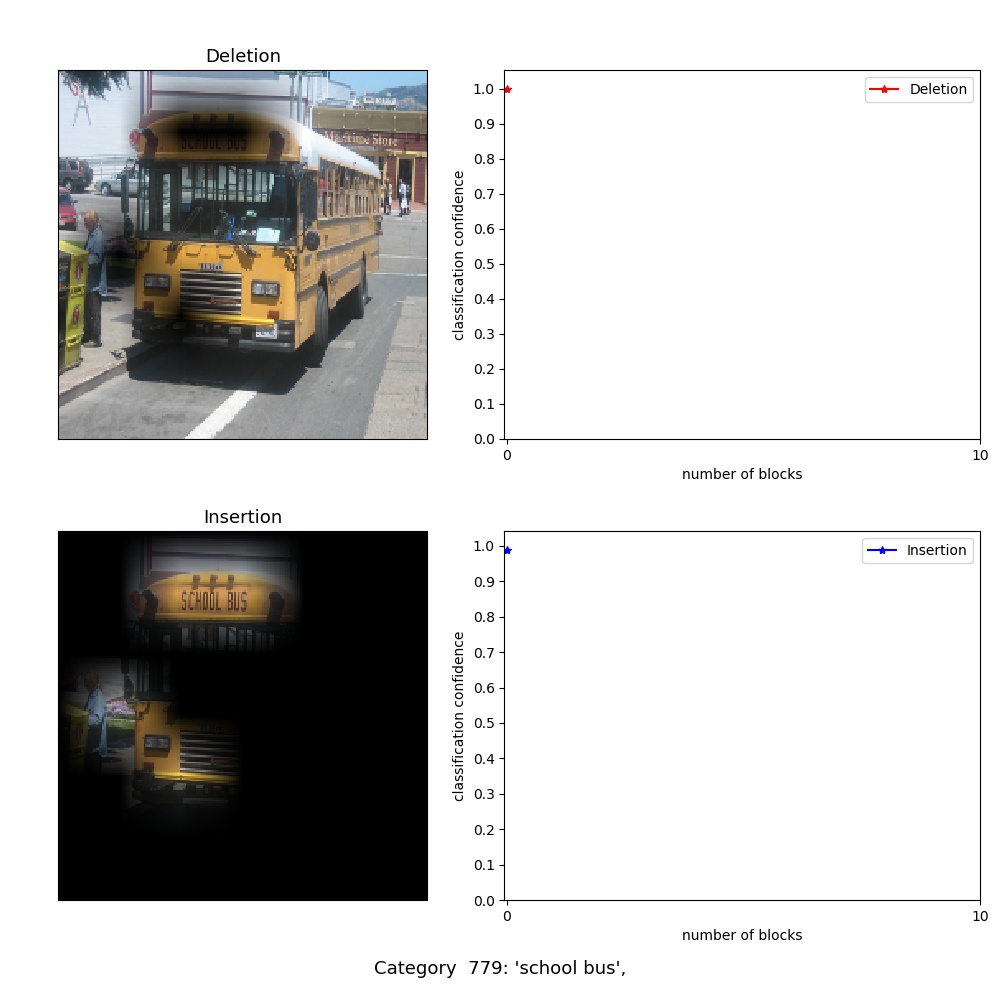 Deletion
SCHOOL BUS
classification confidence
1.0
0.9
0.8
0.7
0.6
0.5
0.4
0.3
0.2
0.1
0.0
0
10
number of blocks
Deletion
Insertion
SCHOOL BUS
classification confidence
1.0
0.9
0.8
0.7
0.6
0.5
0.4
0.3
0.2
0.1
0.0
0
10
number of blocks
Insertion
Category 779: 'school bus',